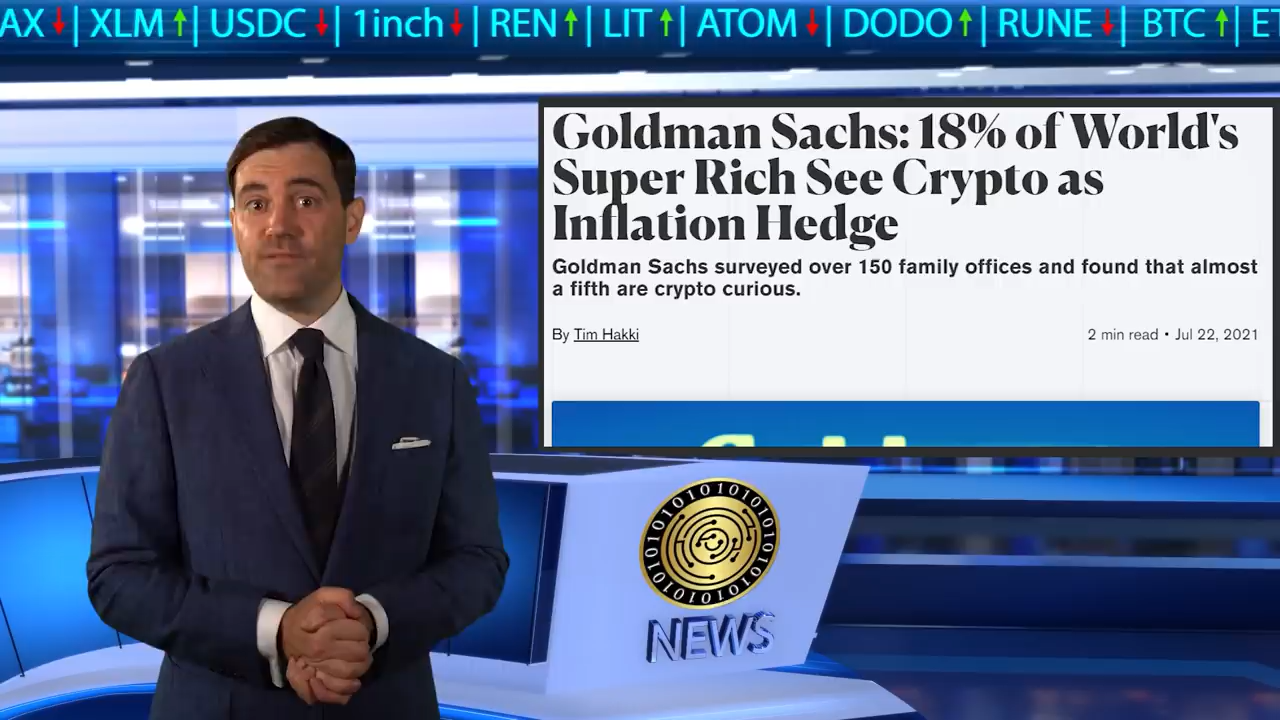 AX | XLM | USDC | 1inch | REN | LIT | ATOM | DODO | RUNE | BTC | ET
Goldman Sachs: 18% of World's
Super Rich See Crypto as
Inflation Hedge
Goldman Sachs surveyed over 150 family offices and found that almost
a fifth are crypto curious.
By Tim Hakki
2 min read • Jul 22, 2021
NEWS